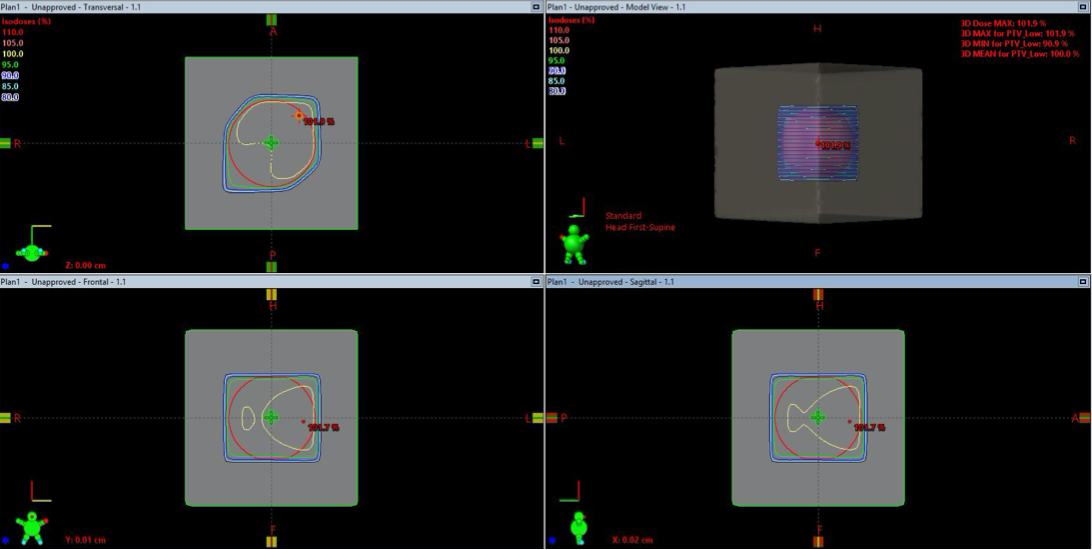 Plan1 - Unapproved - Transversal - 1.1
Isodoses (%)
110.0
105.0
100.0
95.0
90.0
85.0
80.0
A
R
L
101.9 %
P
Z: 0.00 cm
Plan1 - Unapproved - Model View - 1.1
Isodoses (%)
110.0
105.0
100.0
95.0
90.0
85.0
80.0
3D Dose MAX: 101.9 %
3D MAX for PTV_Low: 101.9 %
3D MIN for PTV_Low: 90.9 %
3D MEAN for PTV_Low: 100.0 %
H
L
R
101.9 %
Standard
Head First-Supine
F
Plan1 - Unapproved - Frontal - 1.1
H
R
L
101.7 %
F
Y: 0.01 cm
Plan1 - Unapproved - Sagittal - 1.1
H
P
A
101.7 %
F
X: 0.02 cm